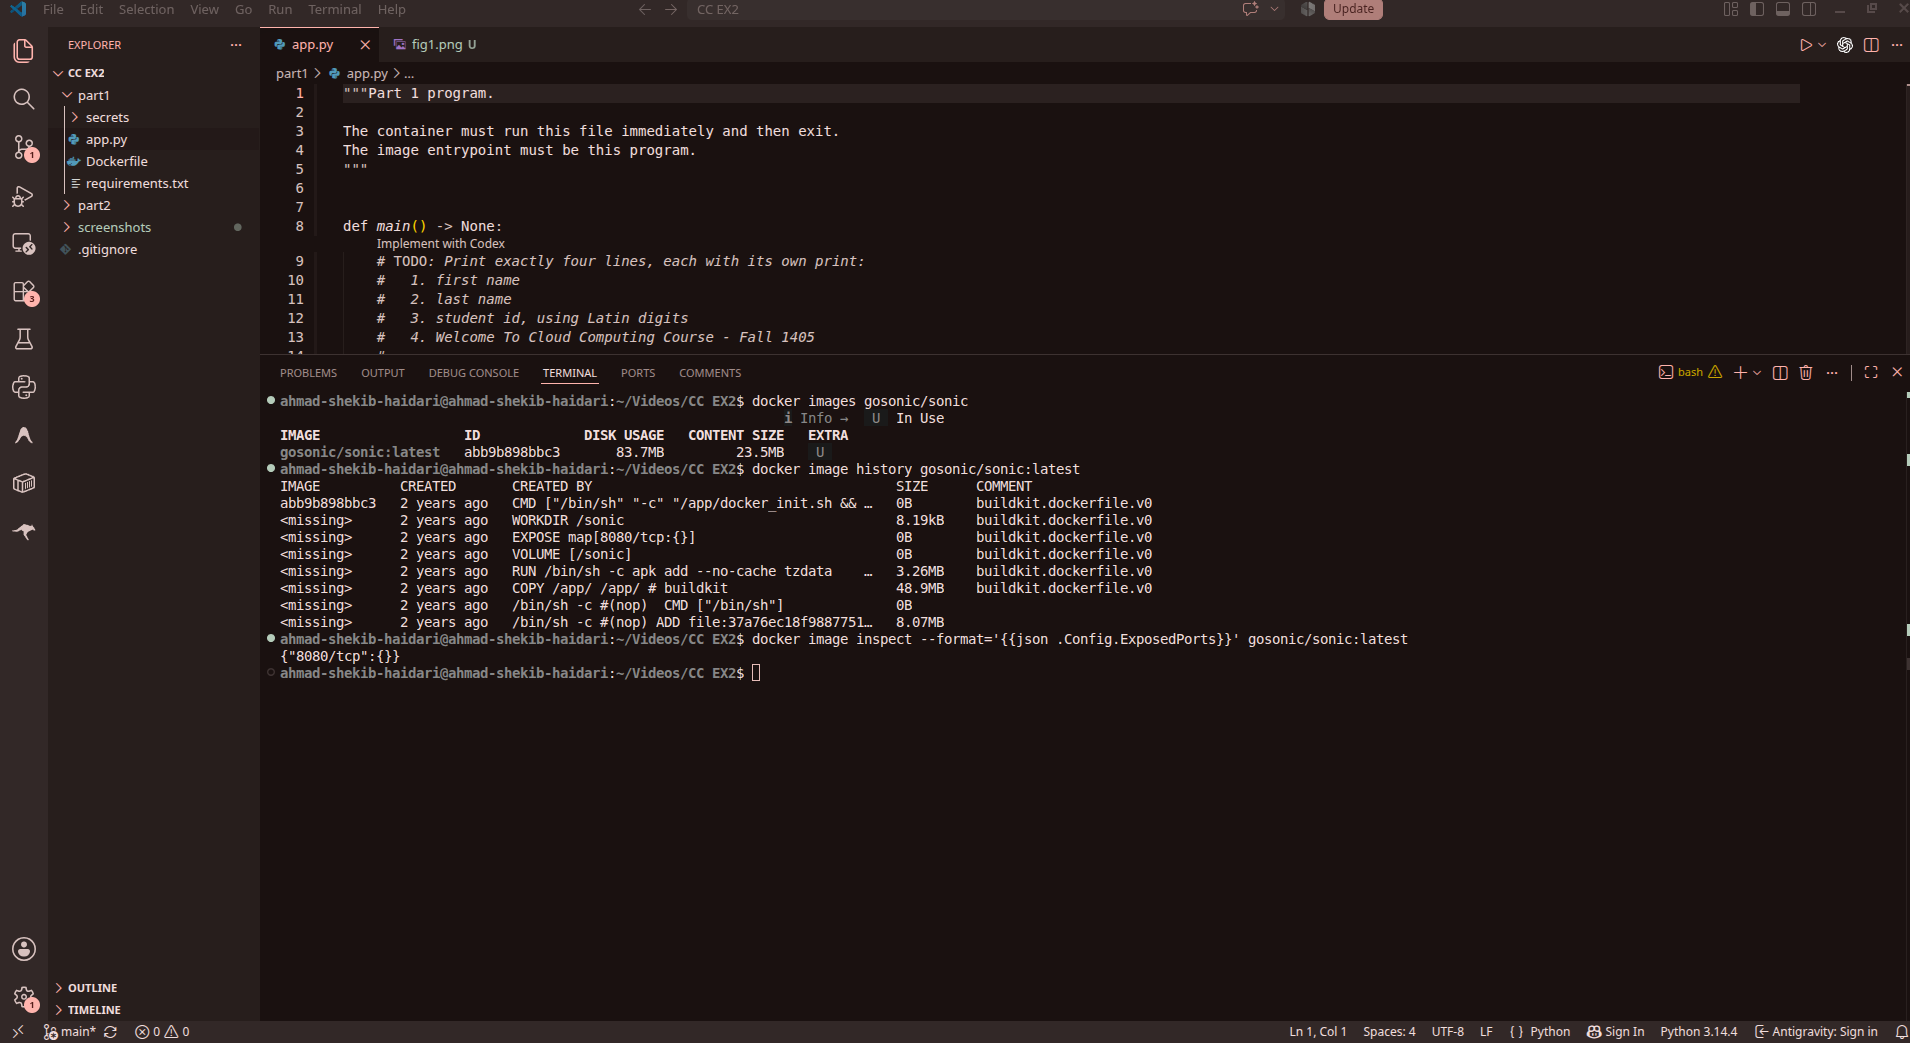 File Edit Selection View Go Run Terminal Help
CC EX2
Update
EXPLORER
CC EX2
part1
secrets
app.py
Dockerfile
requirements.txt
part2
screenshots
.gitignore
OUTLINE
TIMELINE
1
3
1
app.py
fig1.png U
part1 > app.py > ...
1 """Part 1 program.
2
3 The container must run this file immediately and then exit.
4 The image entrypoint must be this program.
5 """
6
7
8 def main() -> None:
Implement with Codex
9 # TODO: Print exactly four lines, each with its own print:
10 # 1. first name
11 # 2. last name
12 # 3. student id, using Latin digits
13 # 4. Welcome To Cloud Computing Course - Fall 1405
14 #
PROBLEMS OUTPUT DEBUG CONSOLE TERMINAL PORTS COMMENTS
bash
ahmad-shekib-haidari@ahmad-shekib-haidari:~/Videos/CC EX2$ docker images gosonic/sonic
i Info → U In Use
IMAGE ID DISK USAGE CONTENT SIZE EXTRA
gosonic/sonic:latest abb9b898bbc3 83.7MB 23.5MB U
ahmad-shekib-haidari@ahmad-shekib-haidari:~/Videos/CC EX2$ docker image history gosonic/sonic:latest
IMAGE CREATED CREATED BY SIZE COMMENT
abb9b898bbc3 2 years ago CMD ["/bin/sh" "-c" "/app/docker_init.sh && … 0B buildkit.dockerfile.v0
<missing> 2 years ago WORKDIR /sonic 8.19kB buildkit.dockerfile.v0
<missing> 2 years ago EXPOSE map[8080/tcp:{}] 0B buildkit.dockerfile.v0
<missing> 2 years ago VOLUME [/sonic] 0B buildkit.dockerfile.v0
<missing> 2 years ago RUN /bin/sh -c apk add --no-cache tzdata … 3.26MB buildkit.dockerfile.v0
<missing> 2 years ago COPY /app/ /app/ # buildkit 48.9MB buildkit.dockerfile.v0
<missing> 2 years ago /bin/sh -c #(nop) CMD ["/bin/sh"] 0B
<missing> 2 years ago /bin/sh -c #(nop) ADD file:37a76ec18f9887751… 8.07MB
ahmad-shekib-haidari@ahmad-shekib-haidari:~/Videos/CC EX2$ docker image inspect --format='{{json .Config.ExposedPorts}}' gosonic/sonic:latest
{"8080/tcp":{}}
ahmad-shekib-haidari@ahmad-shekib-haidari:~/Videos/CC EX2$
main* 0 0 Ln 1, Col 1 Spaces: 4 UTF-8 LF { } Python Sign In Python 3.14.4 Antigravity: Sign in